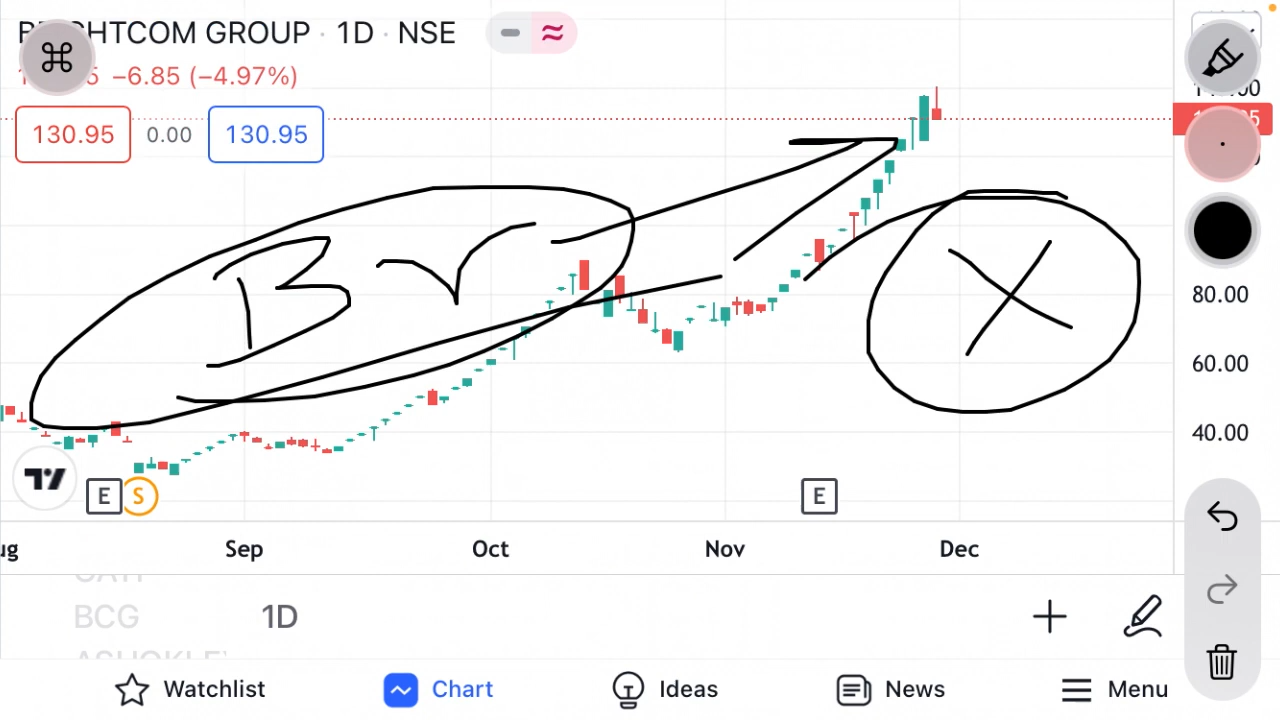 HTCOM GROUP · 1D · NSE
−6.85 (−4.97%)
130.95 0.00 130.95
80.00
60.00
40.00
Br
X
E S E
Sep Oct Nov Dec
BCG 1D
Watchlist Chart Ideas News Menu